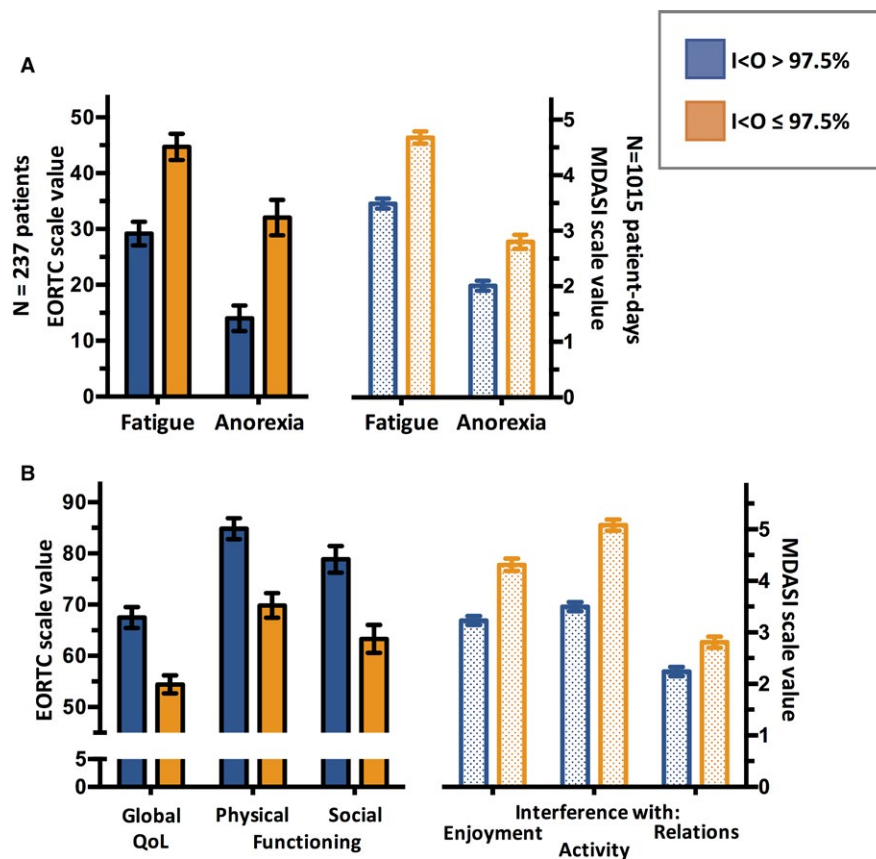 I<O > 97.5%
I<O ≤ 97.5%
A
N = 237 patients
EORTC scale value
50
40
30
20
10
0
Fatigue
Anorexia
5
4
3
2
1
0
MDASI scale value
N=1015 patient-days
Fatigue
Anorexia
B
EORTC scale value
90
80
70
60
50
5
0
Global
QoL
Physical
Social
Functioning
5
4
3
2
1
0
MDASI scale value
Interference with:
Enjoyment
Activity
Relations